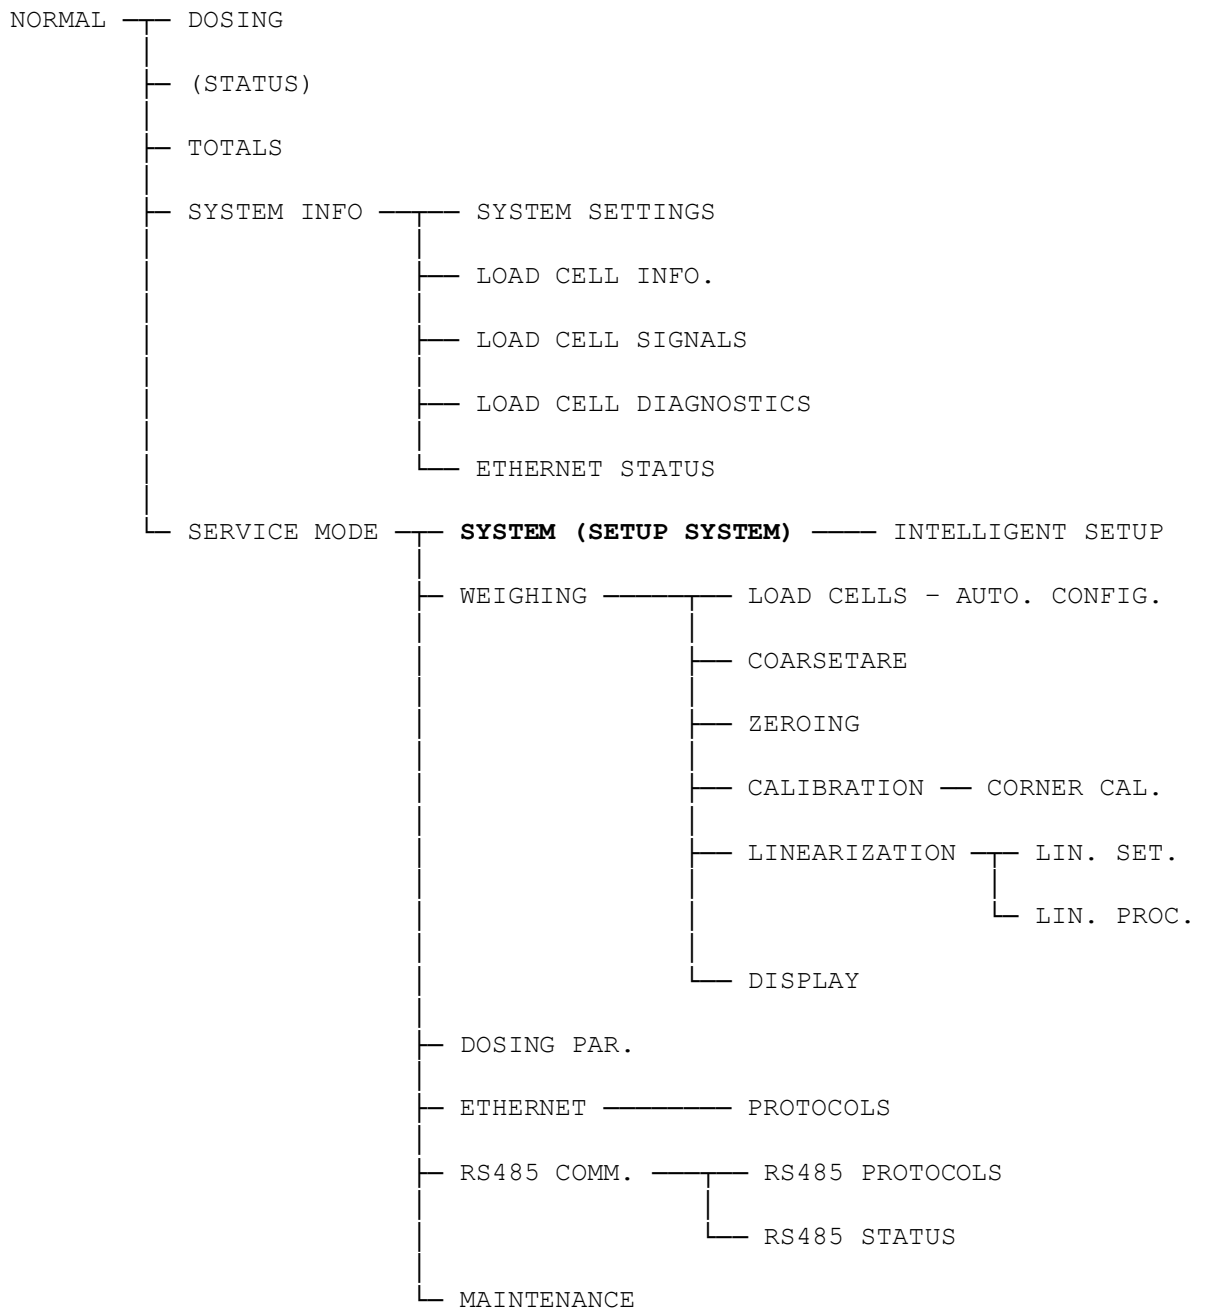 NORMAL DOSING
(STATUS)
TOTALS
SYSTEM INFO SYSTEM SETTINGS
LOAD CELL INFO.
LOAD CELL SIGNALS
LOAD CELL DIAGNOSTICS
ETHERNET STATUS
SERVICE MODE SYSTEM (SETUP SYSTEM) INTELLIGENT SETUP
WEIGHING LOAD CELLS – AUTO. CONFIG.
COARSETARE
ZEROING
CALIBRATION CORNER CAL.
LINEARIZATION LIN. SET.
LIN. PROC.
DISPLAY
DOSING PAR.
ETHERNET PROTOCOLS
RS485 COMM. RS485 PROTOCOLS
RS485 STATUS
MAINTENANCE